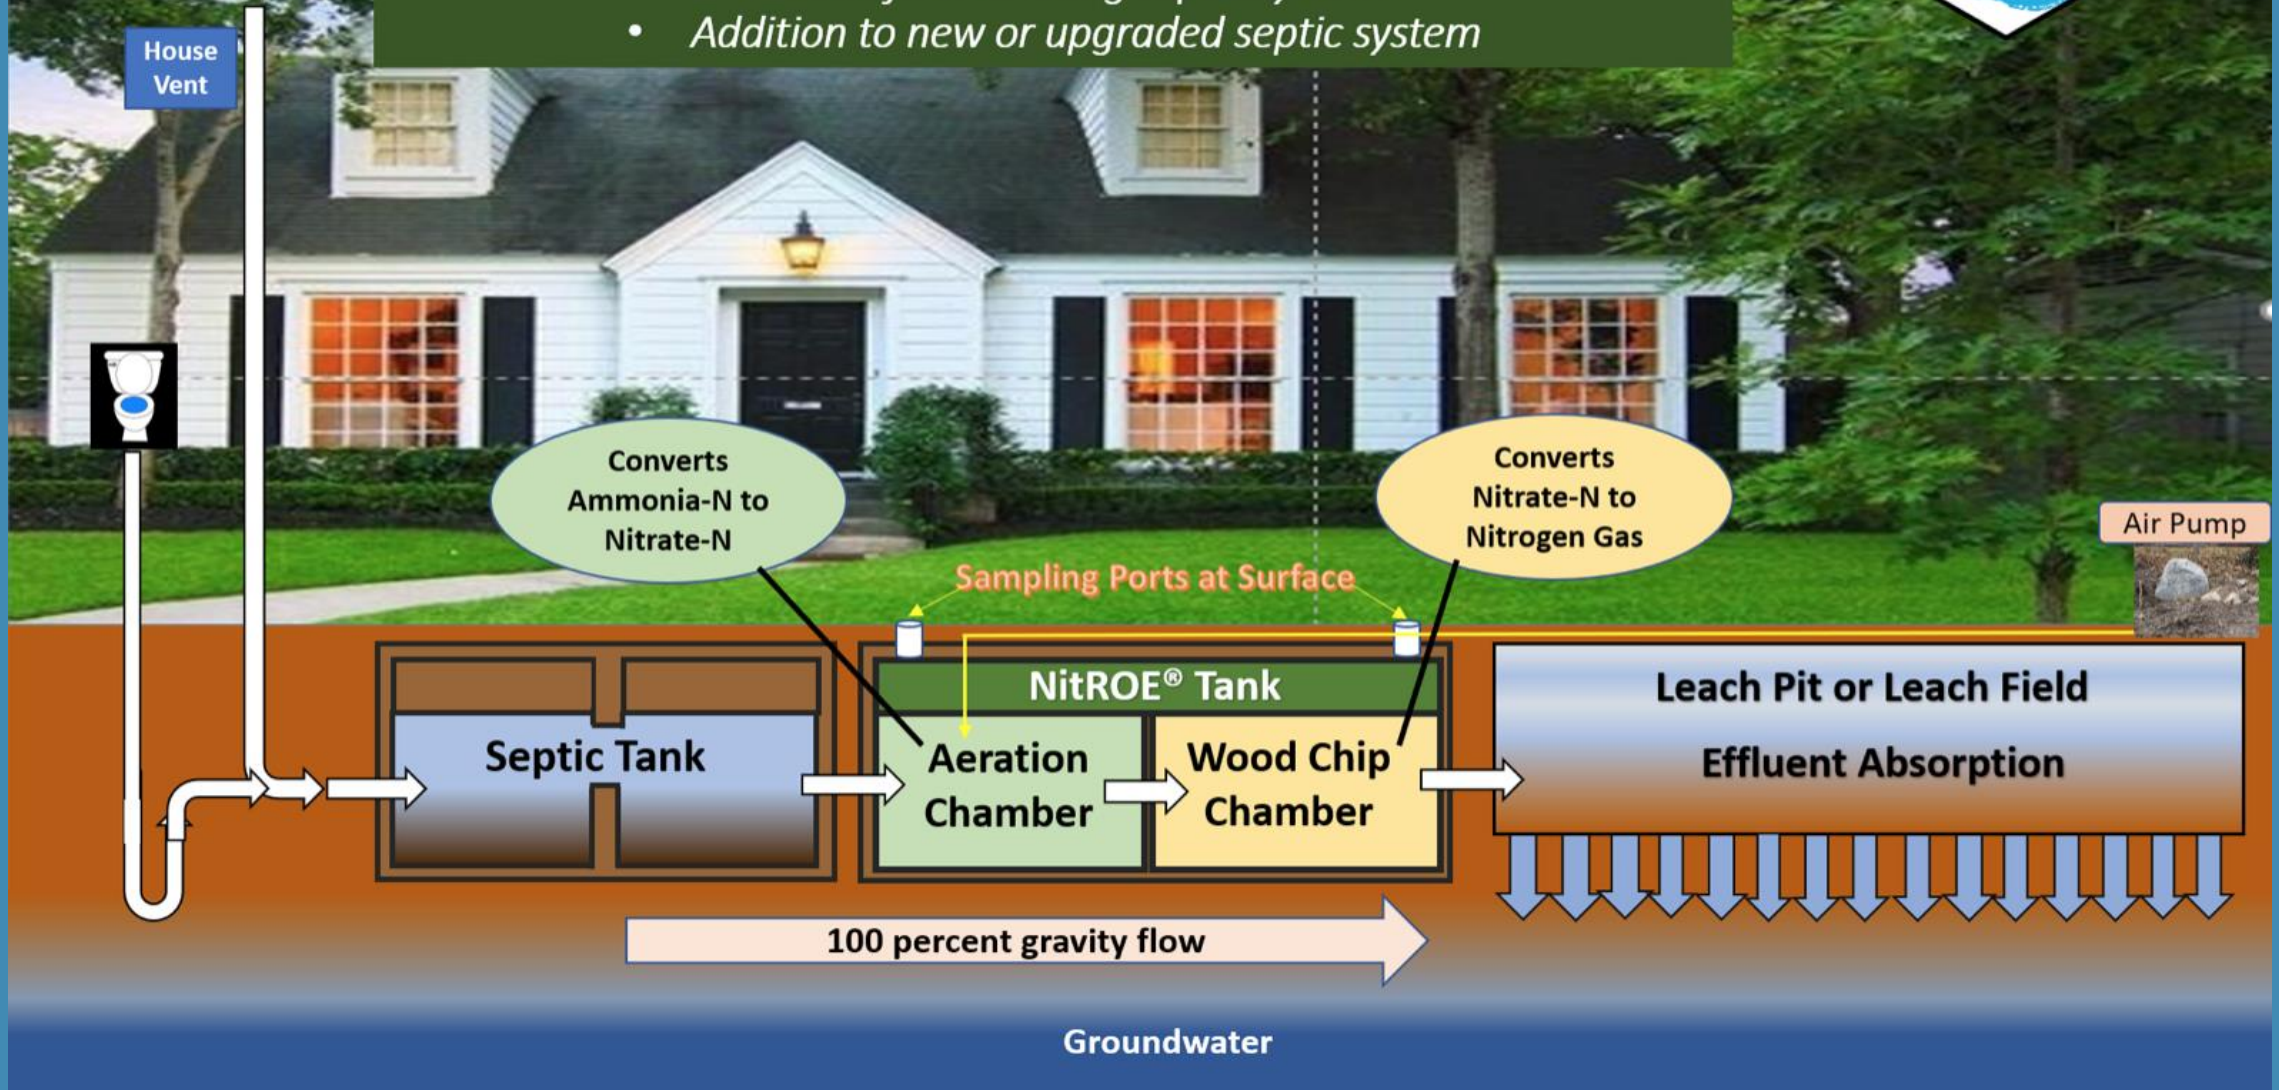 • Addition to new or upgraded septic system
House
Vent
Converts
Ammonia-N to
Nitrate-N
Converts
Nitrate-N to
Nitrogen Gas
Air Pump
Sampling Ports at Surface
NitROE® Tank
Septic Tank
Aeration
Chamber
Wood Chip
Chamber
Leach Pit or Leach Field
Effluent Absorption
100 percent gravity flow
Groundwater